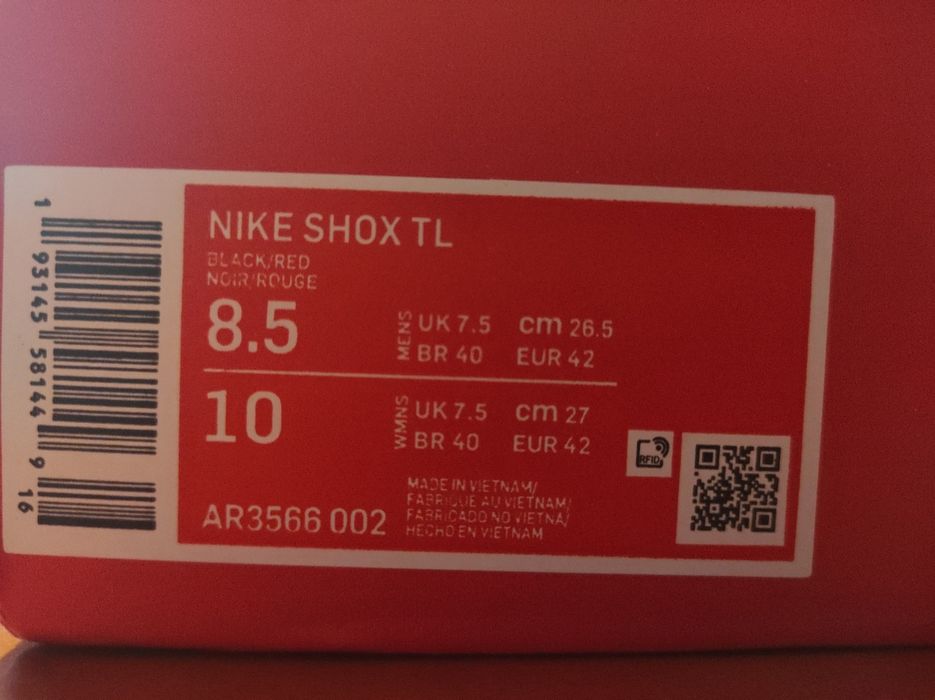 1 93145 58144 9 16
NIKE SHOX TL
BLACK/RED
NOIR/ROUGE
8.5
MENS
UK 7.5 cm 26.5
BR 40 EUR 42
10
WMNS
UK 7.5 cm 27
BR 40 EUR 42
RFID
AR3566 002
MADE IN VIETNAM/
FABRIQUE AU VIETNAM/
FABRICADO NO VIETNA/
HECHO EN VIETNAM